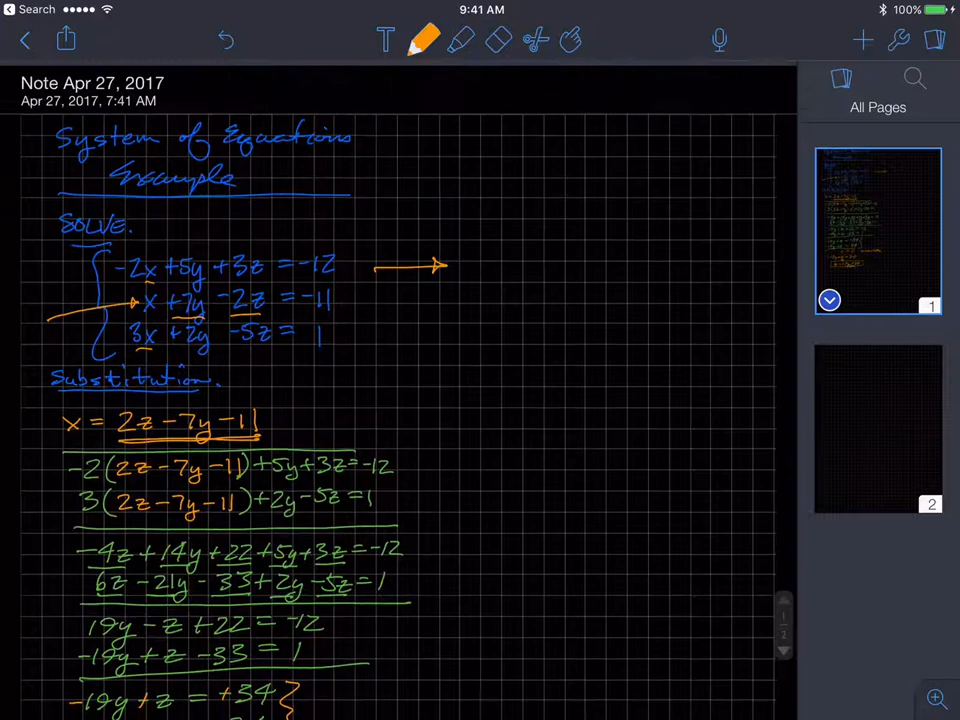 Search
9:41 AM
100%
T
Note Apr 27, 2017
Apr 27, 2017, 7:41 AM
All Pages
System of Equations
Example
SOLVE.
-2x +5y +3z = -12
x +7y -2z = -11
3x +2y -5z = 1
Substitution.
x = 2z -7y -11
-2(2z -7y -11) +5y +3z = -12
3(2z -7y -11) +2y -5z = 1
-4z +14y +22 +5y +3z = -12
6z -21y -33 +2y -5z = 1
19y -z +22 = -12
-19y +z -33 = 1
-19y +z = +34
1
2
1
2